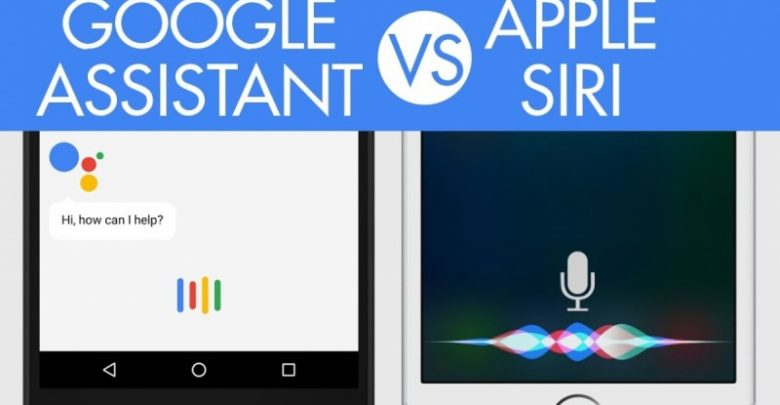 GOOGLE
ASSISTANT
VS
APPLE
SIRI
Hi, how can I help?